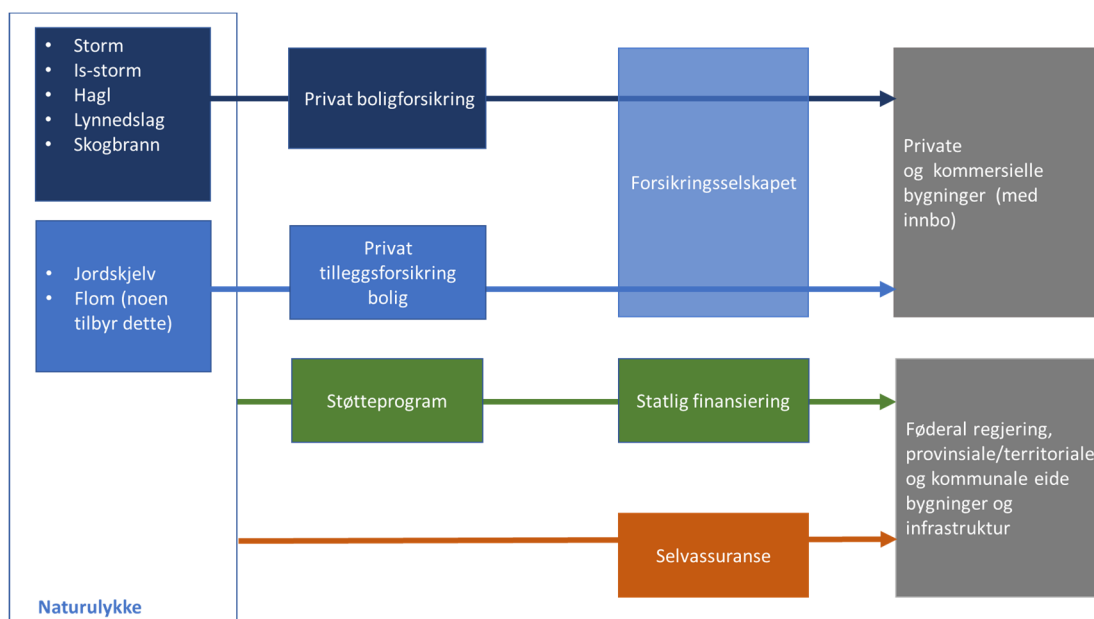 • Storm
• Is-storm
• Hagl
• Lynnedslag
• Skogbrann
Privat boligforsikring
Forsikringsselskapet
Private
og kommersielle
bygninger (med
innbo)
• Jordskjelv
• Flom (noen
tilbyr dette)
Privat
tilleggsforsikring
bolig
Støtteprogram
Statlig finansiering
Føderal regjering,
provinsiale/territoriale
og kommunale eide
bygninger og
infrastruktur
Selvassuranse
Naturulykke